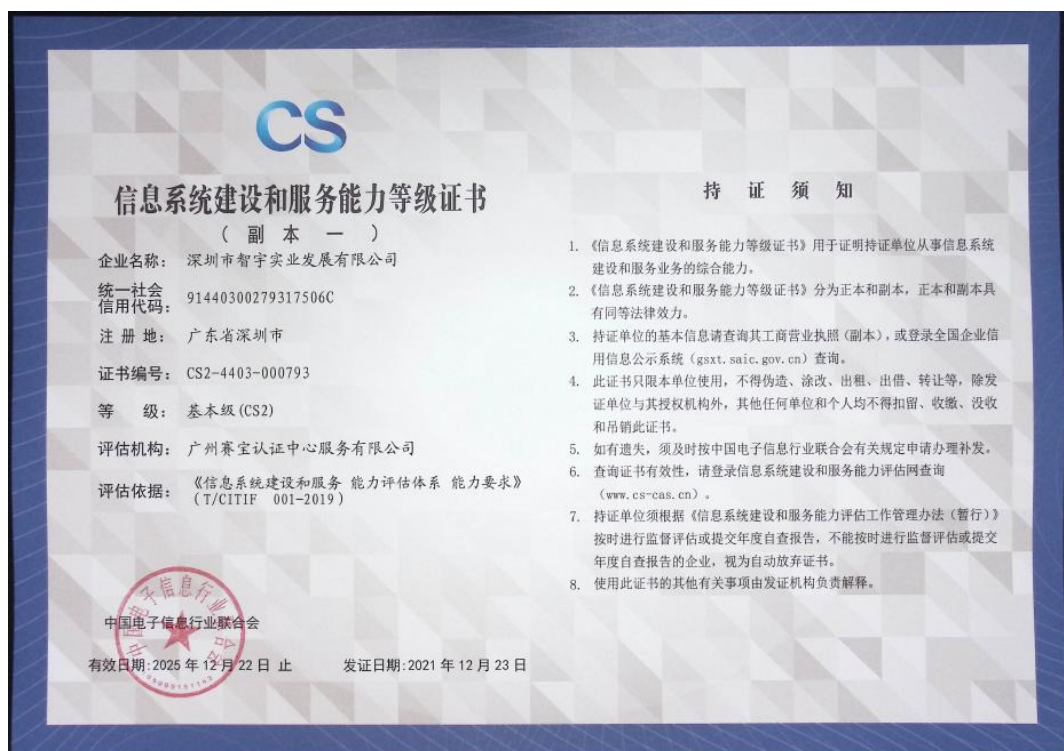 CS
信息系统建设和服务能力等级证书
（副本一）
企业名称： 深圳市智宇实业发展有限公司
统一社会
信用代码： 91440300279317506C
注册地： 广东省深圳市
证书编号： CS2-4403-000793
等级： 基本级(CS2)
评估机构： 广州赛宝认证中心服务有限公司
评估依据： 《信息系统建设和服务 能力评估体系 能力要求》
(T/CITIF 001-2019)
中国电子信息行业联合会
中国电子信息行业联合会
有效日期:2025 年 12 月 22 日 止 发证日期:2021 年 12 月 23 日
持证须知
1. 《信息系统建设和服务能力等级证书》用于证明持证单位从事信息系统
建设和服务业务的综合能力。
2. 《信息系统建设和服务能力等级证书》分为正本和副本，正本和副本具
有同等法律效力。
3. 持证单位的基本信息请查询其工商营业执照（副本），或登录全国企业信
用信息公示系统（gsxt.saic.gov.cn）查询。
4. 此证书只限本单位使用，不得伪造、涂改、出租、出借、转让等，除发
证单位与其授权机构外，其他任何单位和个人均不得扣留、收缴、没收
和吊销此证书。
5. 如有遗失，须及时按中国电子信息行业联合会有关规定申请办理补发。
6. 查询证书有效性，请登录信息系统建设和服务能力评估网查询
（www.cs-cas.cn）。
7. 持证单位须根据《信息系统建设和服务能力评估工作管理办法（暂行）》
按时进行监督评估或提交年度自查报告，不能按时进行监督评估或提交
年度自查报告的企业，视为自动放弃证书。
8. 使用此证书的其他有关事项由发证机构负责解释。